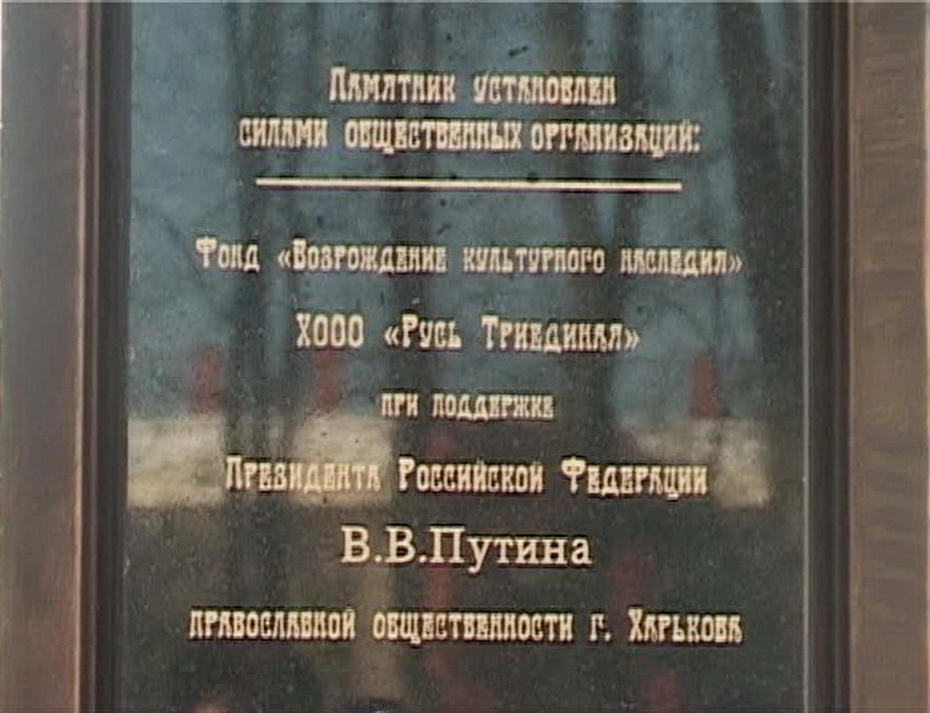 Памятник установлен
силами общественных организаций:
Фонд «Возрождение культурного наследия»
ХООО «Русь Триединая»
при поддержке
Президента Российской Федерации
В.В.Путина
православной общественности г. Харькова